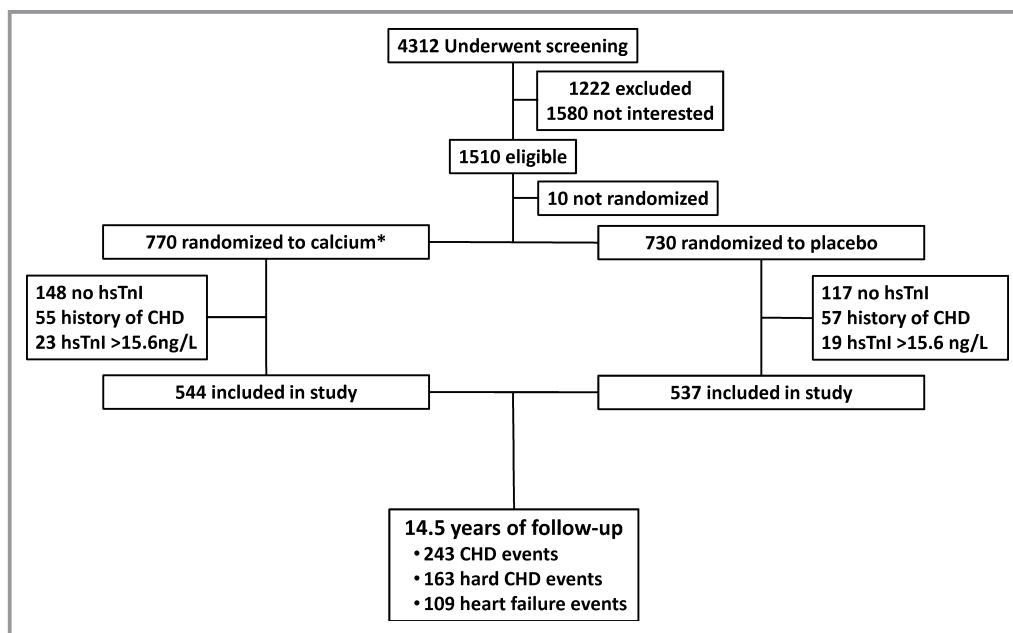 4312 Underwent screening
1222 excluded
1580 not interested
1510 eligible
10 not randomized
770 randomized to calcium*
730 randomized to placebo
148 no hsTnI
55 history of CHD
23 hsTnI >15.6ng/L
117 no hsTnI
57 history of CHD
19 hsTnI >15.6 ng/L
544 included in study
537 included in study
14.5 years of follow-up
• 243 CHD events
• 163 hard CHD events
• 109 heart failure events